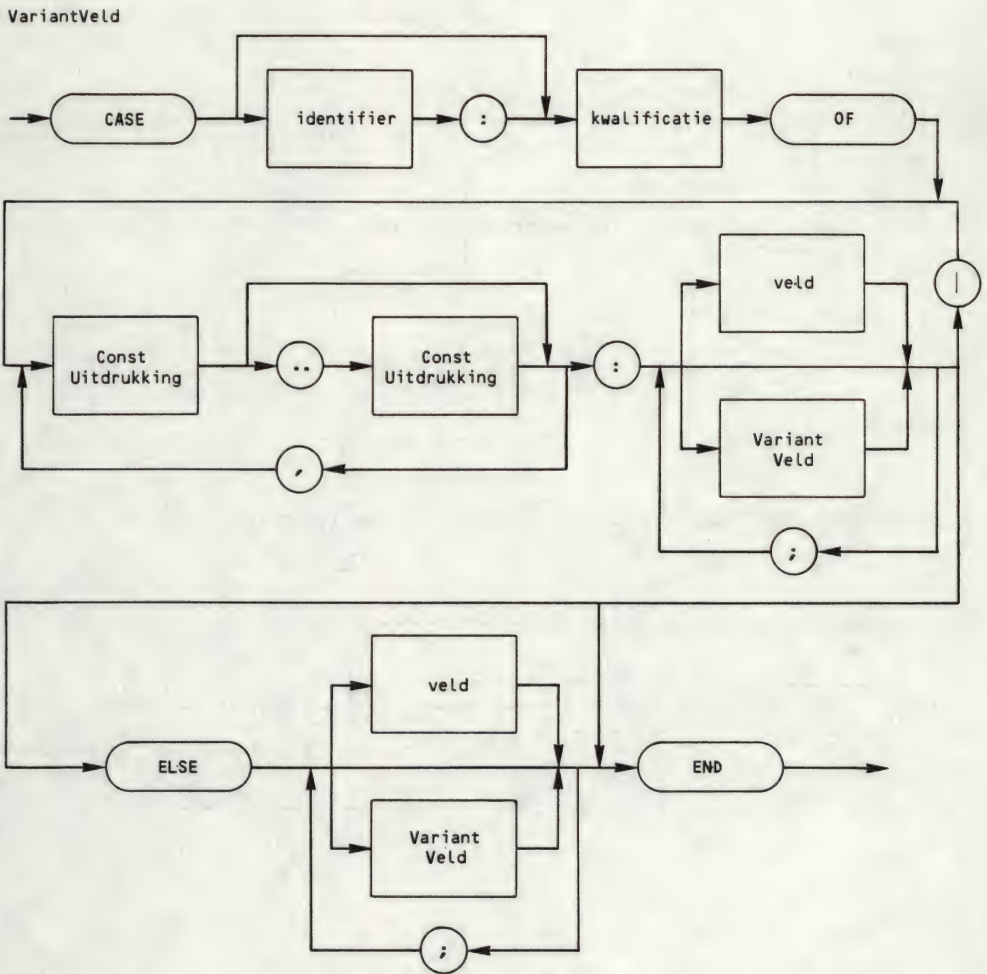 VariantVeld
CASE
identifier
:
kwalificatie
OF
Const
Uitdrukking
..
Const
Uitdrukking
,
:
veld
Variant
Veld
;
|
ELSE
veld
Variant
Veld
;
END